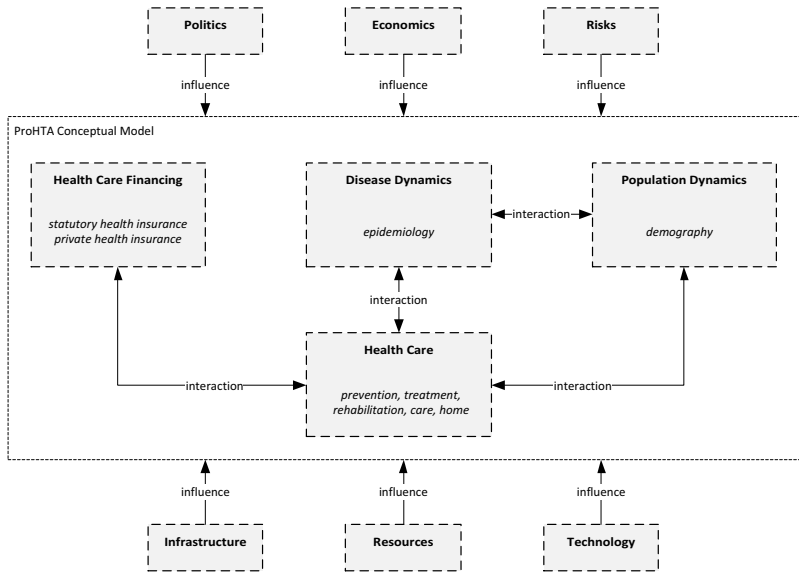 Politics
Economics
Risks
influence
influence
influence
ProHTA Conceptual Model
Health Care Financing
statutory health insurance
private health insurance
Disease Dynamics
epidemiology
interaction
Population Dynamics
demography
interaction
Health Care
prevention, treatment,
rehabilitation, care, home
interaction
interaction
influence
influence
influence
Infrastructure
Resources
Technology